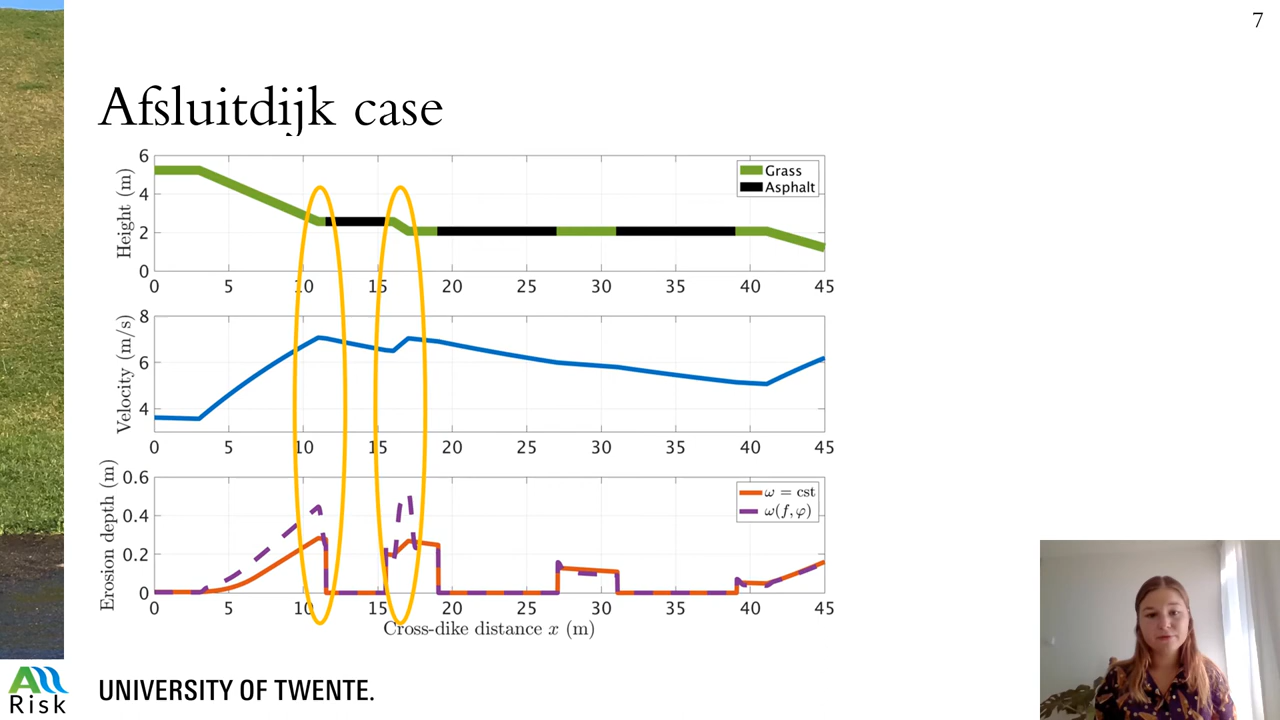 7
Afsluitdijk case
Height (m)
6
4
2
0
Grass
Asphalt
0 5 10 15 20 25 30 35 40 45
Velocity (m/s)
8
6
4
0 5 10 15 20 25 30 35 40 45
Erosion depth (m)
0.6
0.4
0.2
0
ω = cst
ω(f, φ)
0 5 10 15 20 25 30 35 40 45
Cross-dike distance x (m)
All
Risk
UNIVERSITY OF TWENTE.